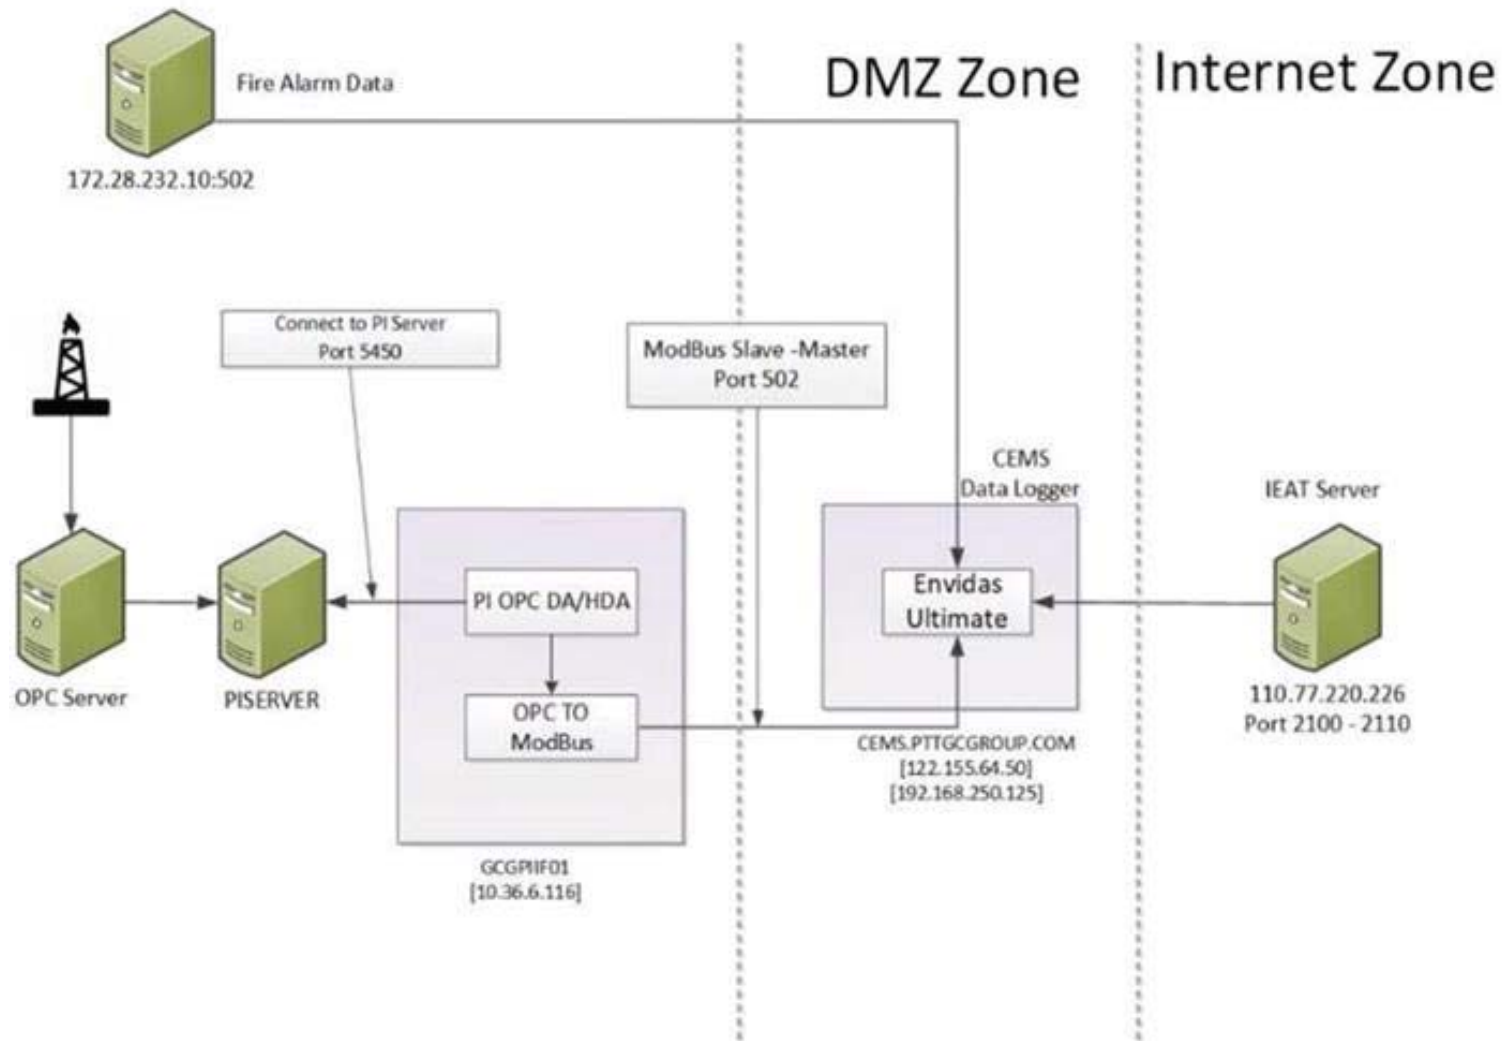 Fire Alarm Data
172.28.232.10:502
DMZ Zone
Internet Zone
Connect to PI Server
Port 5450
ModBus Slave -Master
Port 502
CEMS
Data Logger
IEAT Server
PI OPC DA/HDA
Envidas
Ultimate
OPC Server
PISERVER
OPC TO
ModBus
110.77.220.226
Port 2100 - 2110
CEMS.PTTGCGROUP.COM
[122.155.64.50]
[192.168.250.125]
GCGPIIF01
[10.36.6.116]